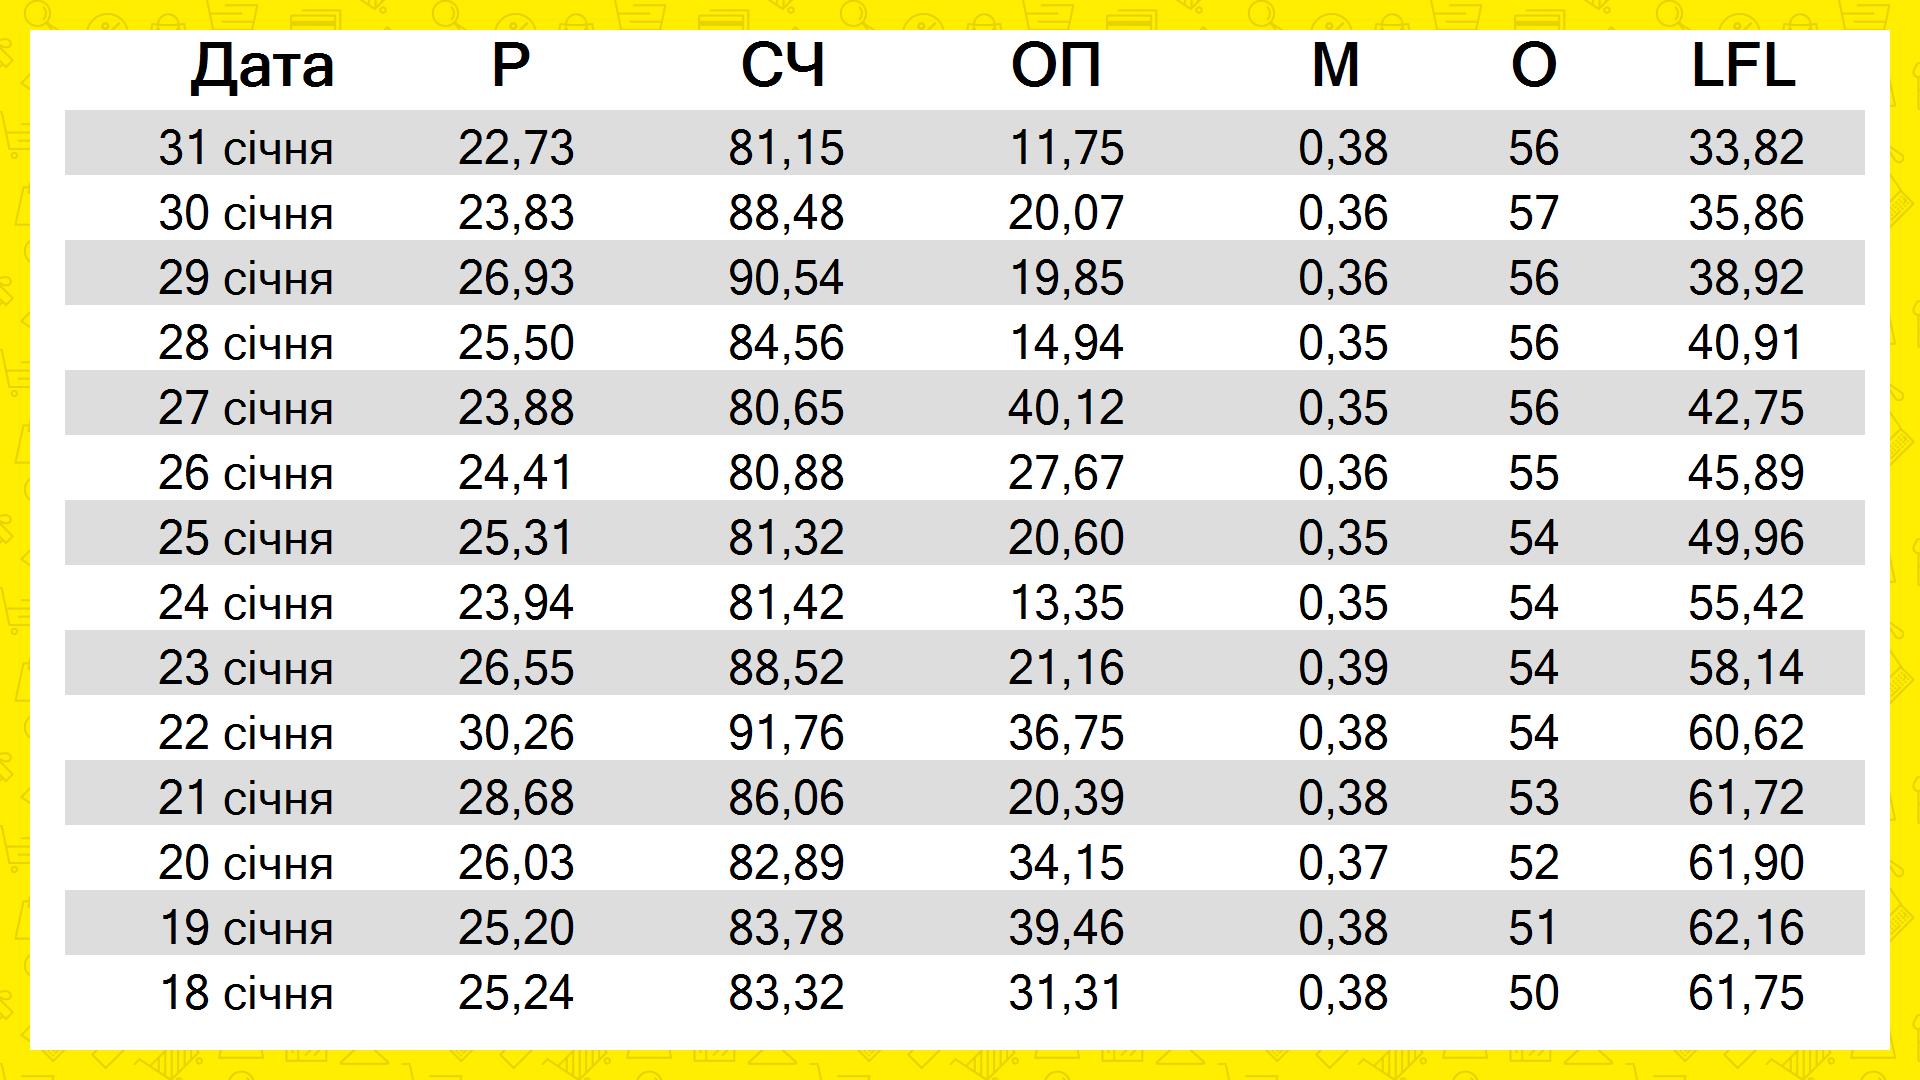 Дата Р СЧ ОП М О LFL
31 січня 22,73 81,15 11,75 0,38 56 33,82
30 січня 23,83 88,48 20,07 0,36 57 35,86
29 січня 26,93 90,54 19,85 0,36 56 38,92
28 січня 25,50 84,56 14,94 0,35 56 40,91
27 січня 23,88 80,65 40,12 0,35 56 42,75
26 січня 24,41 80,88 27,67 0,36 55 45,89
25 січня 25,31 81,32 20,60 0,35 54 49,96
24 січня 23,94 81,42 13,35 0,35 54 55,42
23 січня 26,55 88,52 21,16 0,39 54 58,14
22 січня 30,26 91,76 36,75 0,38 54 60,62
21 січня 28,68 86,06 20,39 0,38 53 61,72
20 січня 26,03 82,89 34,15 0,37 52 61,90
19 січня 25,20 83,78 39,46 0,38 51 62,16
18 січня 25,24 83,32 31,31 0,38 50 61,75